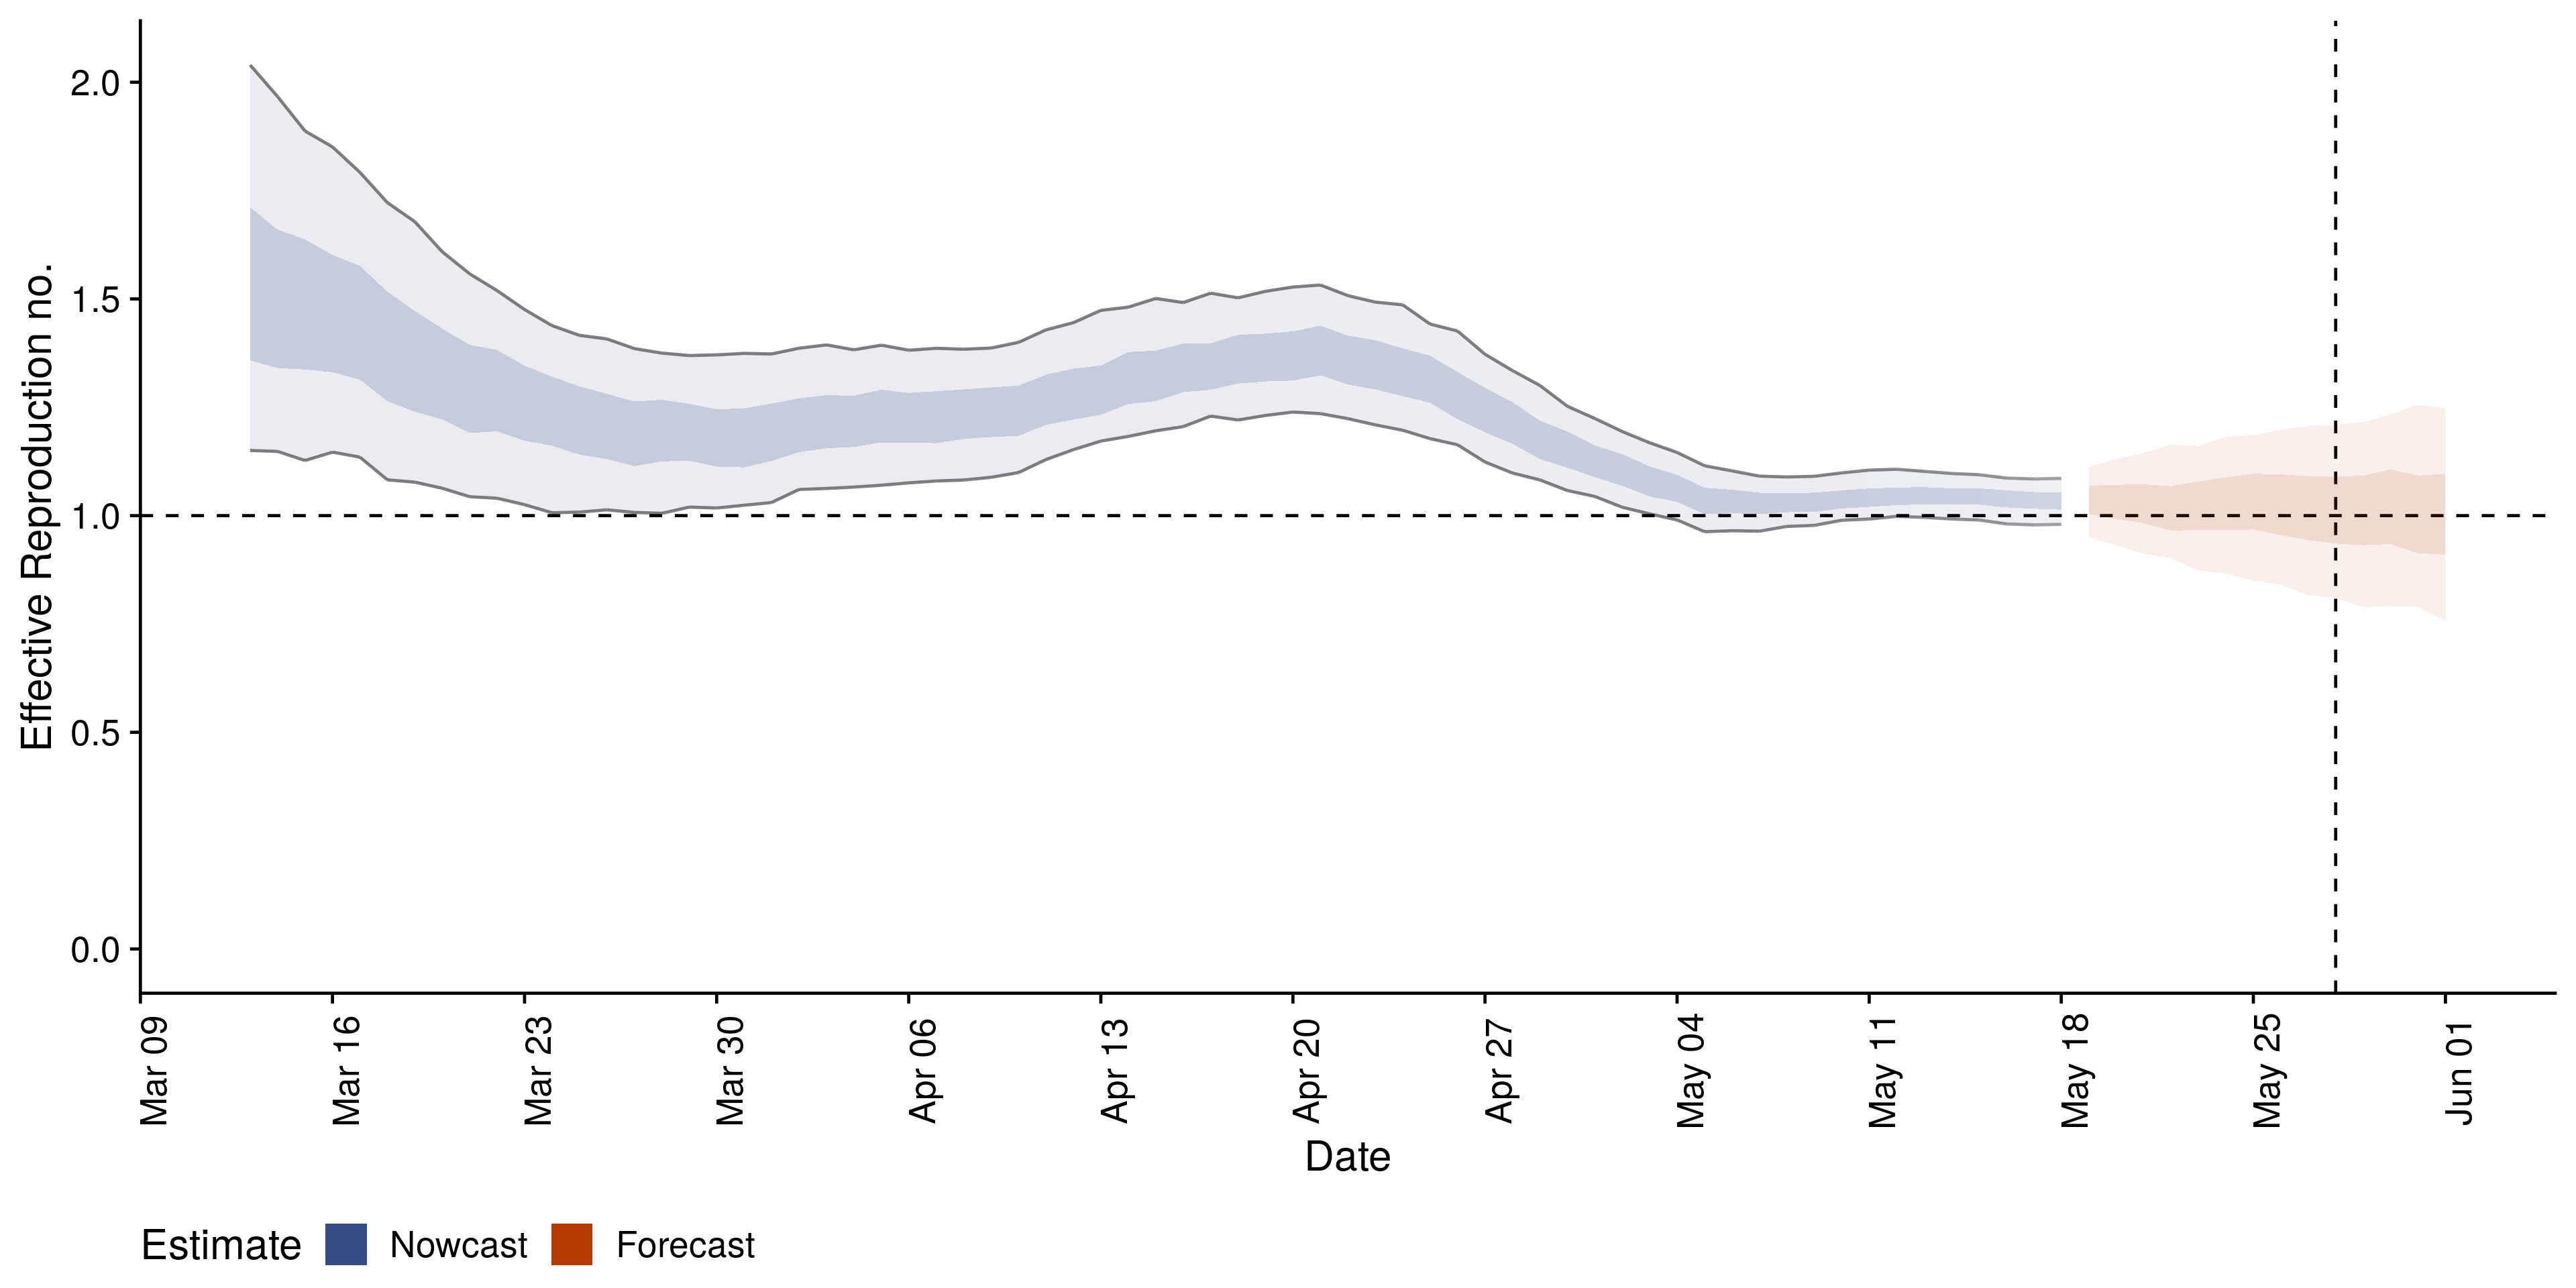 Effective Reproduction no.
2.0
1.5
1.0
0.5
0.0
Mar 09
Mar 16
Mar 23
Mar 30
Apr 06
Apr 13
Apr 20
Apr 27
May 04
May 11
May 18
May 25
Jun 01
Date
Estimate Nowcast Forecast